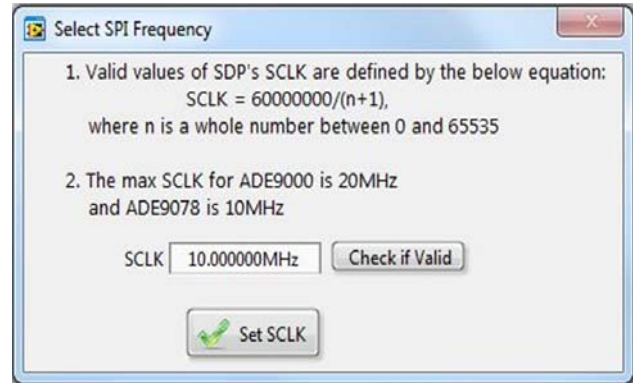 Select SPI Frequency
1. Valid values of SDP's SCLK are defined by the below equation:
SCLK = 60000000/(n+1),
where n is a whole number between 0 and 65535
2. The max SCLK for ADE9000 is 20MHz
and ADE9078 is 10MHz
SCLK 10.000000MHz Check if Valid
Set SCLK